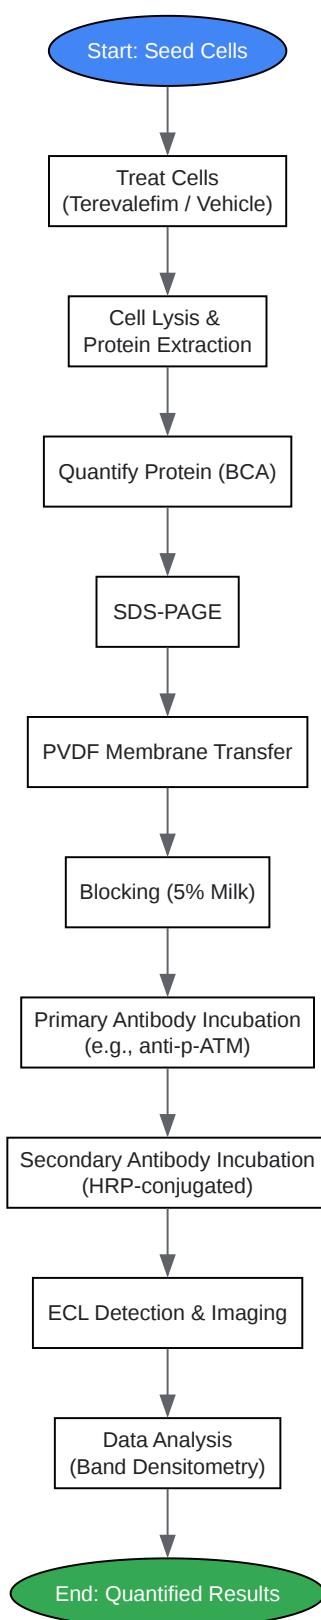 Start: Seed Cells
Treat Cells
(Terevalefim / Vehicle)
Cell Lysis &
Protein Extraction
Quantify Protein (BCA)
SDS-PAGE
PVDF Membrane Transfer
Blocking (5% Milk)
Primary Antibody Incubation
(e.g., anti-p-ATM)
Secondary Antibody Incubation
(HRP-conjugated)
ECL Detection & Imaging
Data Analysis
(Band Densitometry)
End: Quantified Results